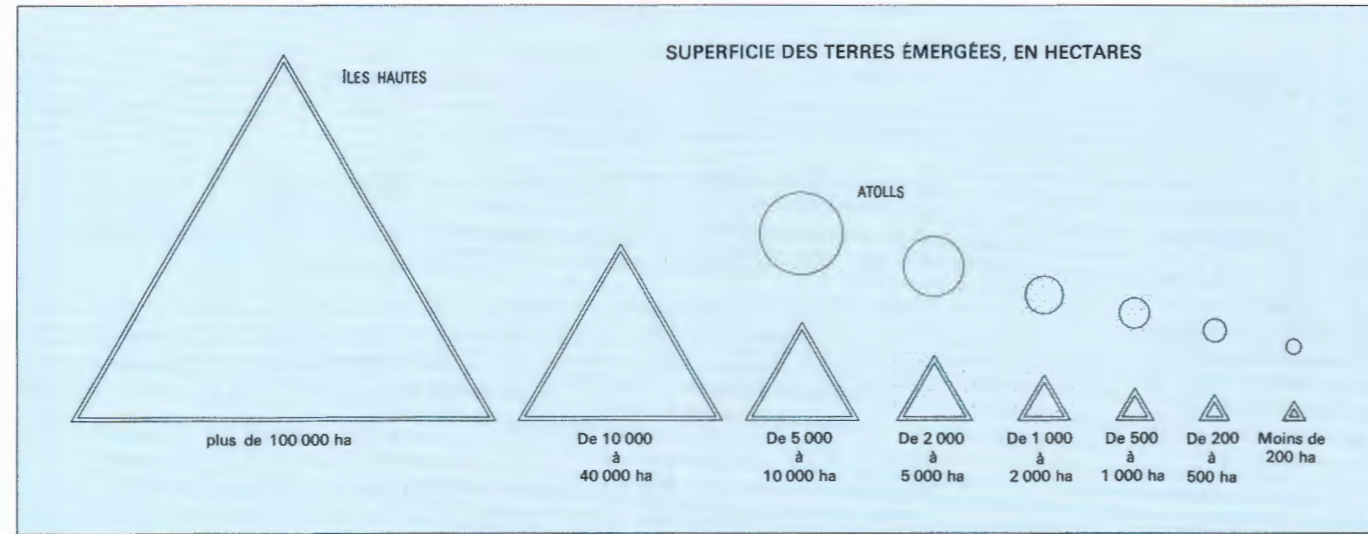 SUPERFICIE DES TERRES ÉMERGÉES, EN HECTARES
ÎLES HAUTES
ATOLLS
plus de 100 000 ha
De 10 000
à
40 000 ha
De 5 000
à
10 000 ha
De 2 000
à
5 000 ha
De 1 000
à
2 000 ha
De 500
à
1 000 ha
De 200
à
500 ha
Moins de
200 ha